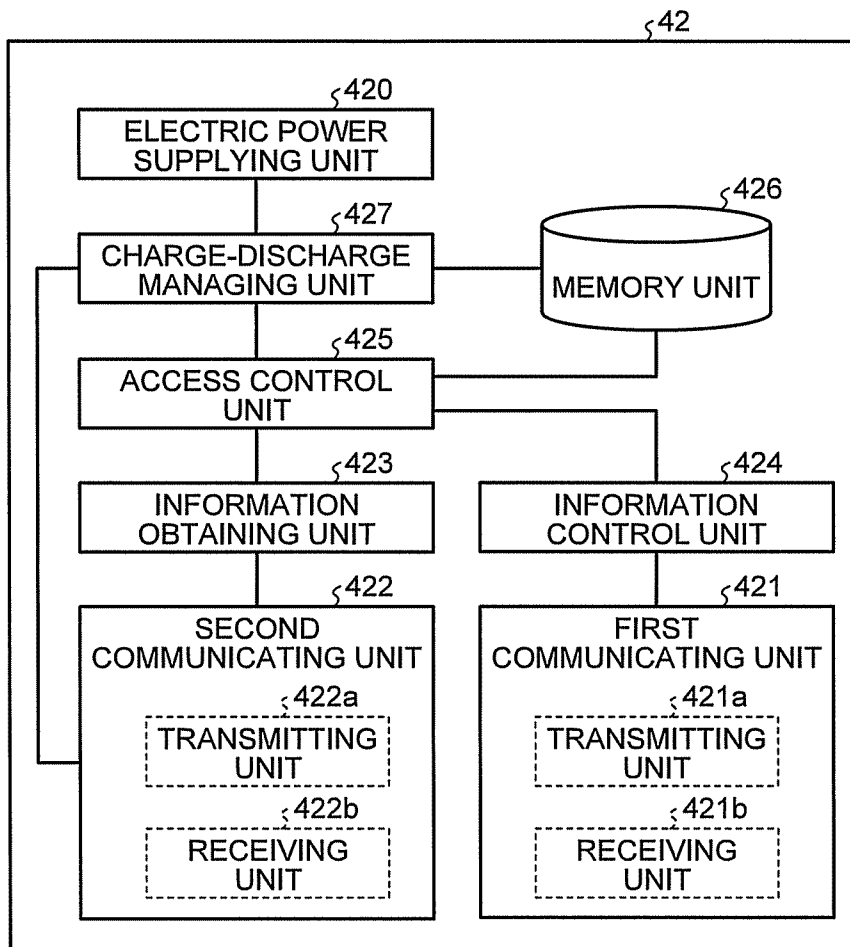 42
420
ELECTRIC POWER
SUPPLYING UNIT
427
CHARGE-DISCHARGE
MANAGING UNIT
426
MEMORY UNIT
425
ACCESS CONTROL
UNIT
423
INFORMATION
OBTAINING UNIT
424
INFORMATION
CONTROL UNIT
422
SECOND
COMMUNICATING UNIT
422a
TRANSMITTING
UNIT
422b
RECEIVING
UNIT
421
FIRST
COMMUNICATING UNIT
421a
TRANSMITTING
UNIT
421b
RECEIVING
UNIT